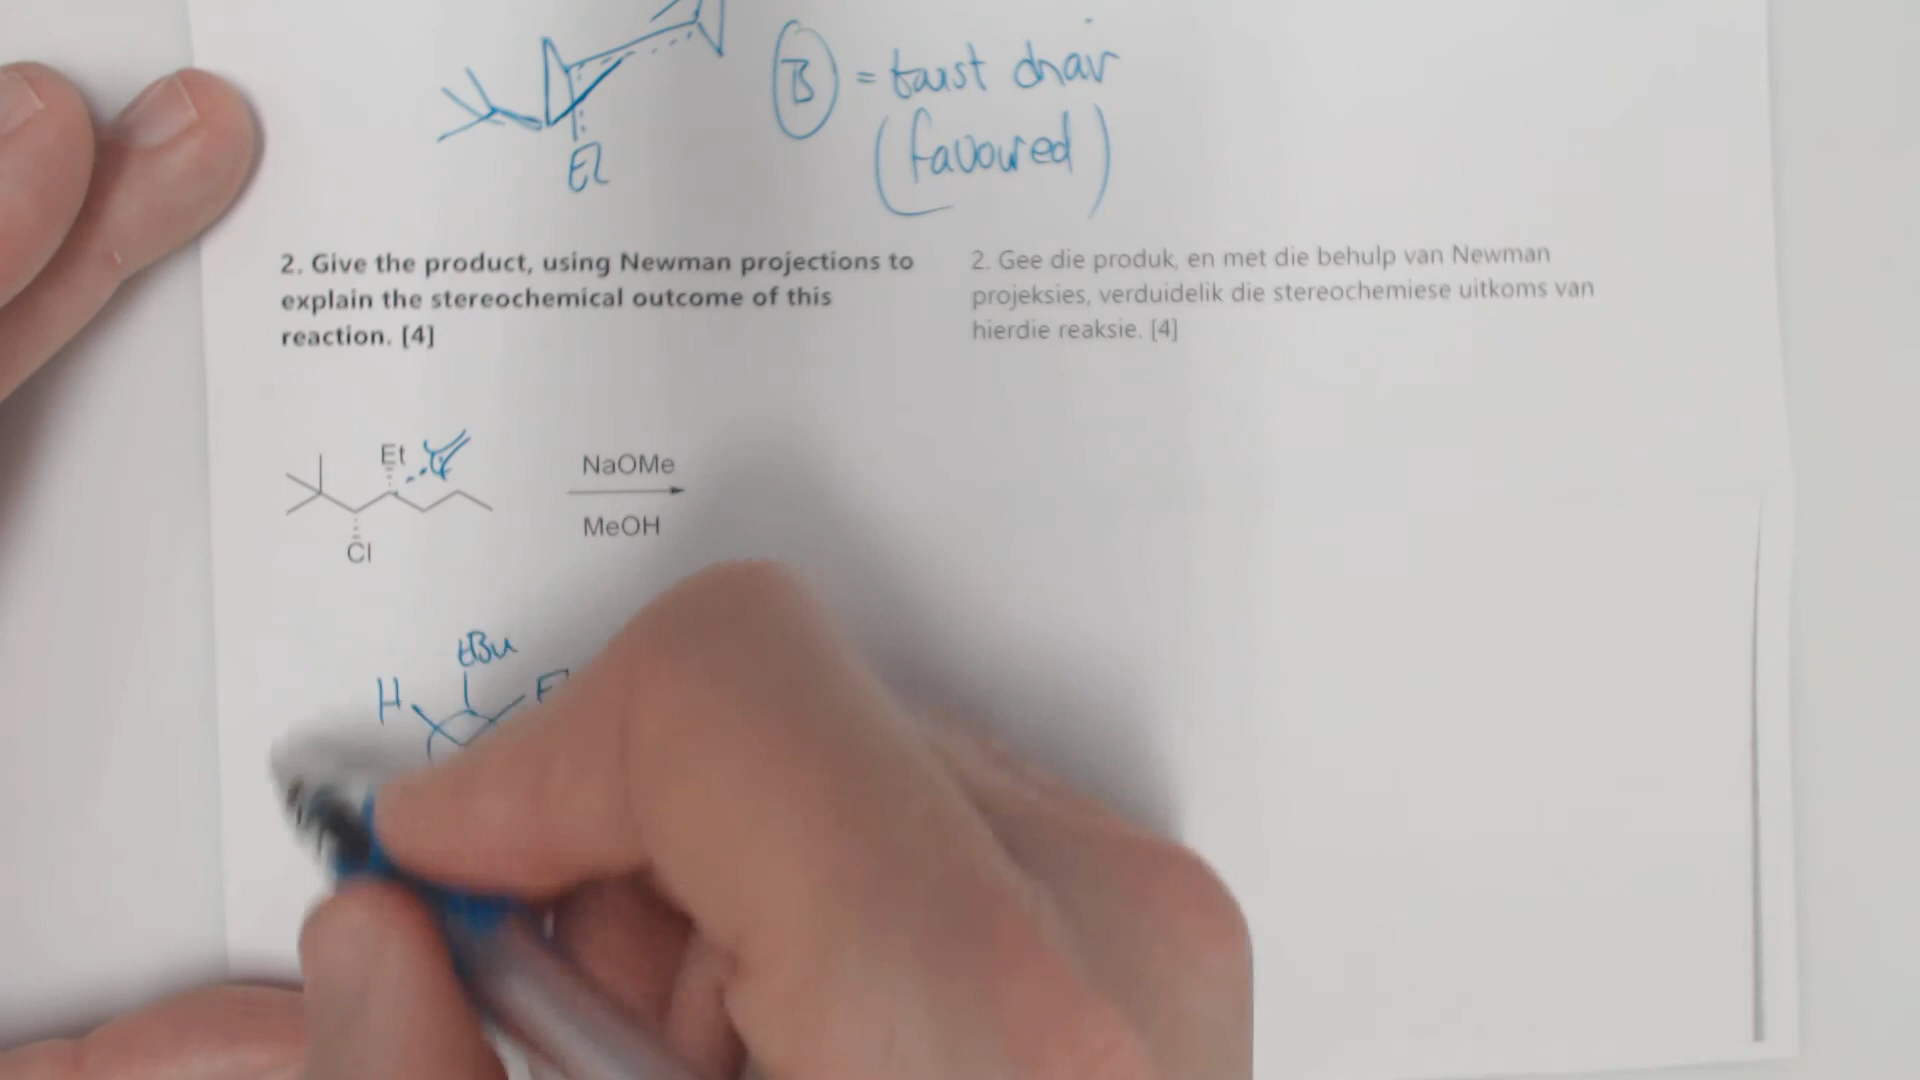 B = twist chair
(favoured)
Et
2. Give the product, using Newman projections to
explain the stereochemical outcome of this
reaction. [4]
2. Gee die produk, en met die behulp van Newman
projeksies, verduidelik die stereochemiese uitkoms van
hierdie reaksie. [4]
Et
Cl
NaOMe
MeOH
tBu
H